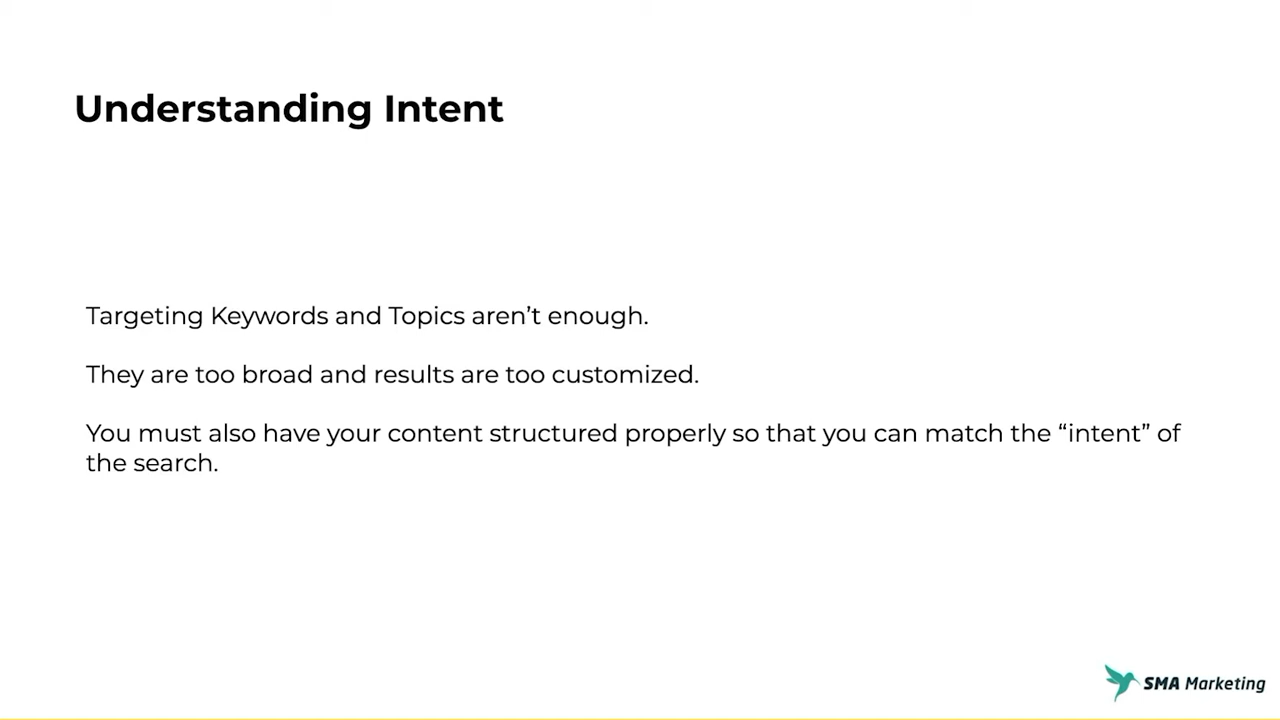 Understanding Intent
Targeting Keywords and Topics aren’t enough.
They are too broad and results are too customized.
You must also have your content structured properly so that you can match the “intent” of
the search.
SMA Marketing